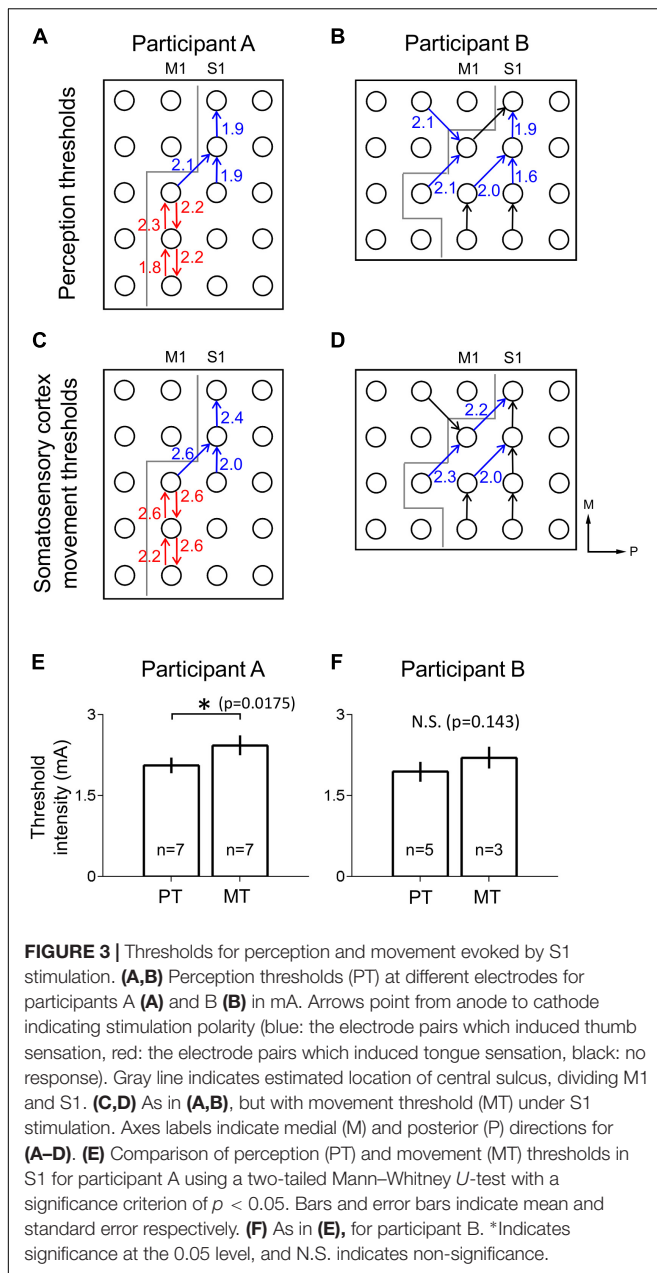 A
Participant A
B
Participant B
M1 S1
M1 S1
Perception thresholds
1.9
2.1
1.9
2.2
2.3
2.2
1.8
2.1
1.9
2.1
2.0
1.6
C
D
M1 S1
M1 S1
Somatosensory cortex
movement thresholds
2.4
2.6
2.0
2.6
2.6
2.6
2.2
2.2
2.3
2.0
M
P
E
Participant A
F
Participant B
Threshold
intensity (mA)
3
1.5
0
* (p=0.0175)
n=7
n=7
PT
MT
3
1.5
0
N.S. (p=0.143)
n=5
n=3
PT
MT
FIGURE 3 | Thresholds for perception and movement evoked by S1
stimulation. (A,B) Perception thresholds (PT) at different electrodes for
participants A (A) and B (B) in mA. Arrows point from anode to cathode
indicating stimulation polarity (blue: the electrode pairs which induced thumb
sensation, red: the electrode pairs which induced tongue sensation, black: no
response). Gray line indicates estimated location of central sulcus, dividing M1
and S1. (C,D) As in (A,B), but with movement threshold (MT) under S1
stimulation. Axes labels indicate medial (M) and posterior (P) directions for
(A–D). (E) Comparison of perception (PT) and movement (MT) thresholds in
S1 for participant A using a two-tailed Mann–Whitney U-test with a
significance criterion of p < 0.05. Bars and error bars indicate mean and
standard error respectively. (F) As in (E), for participant B. *Indicates
significance at the 0.05 level, and N.S. indicates non-significance.